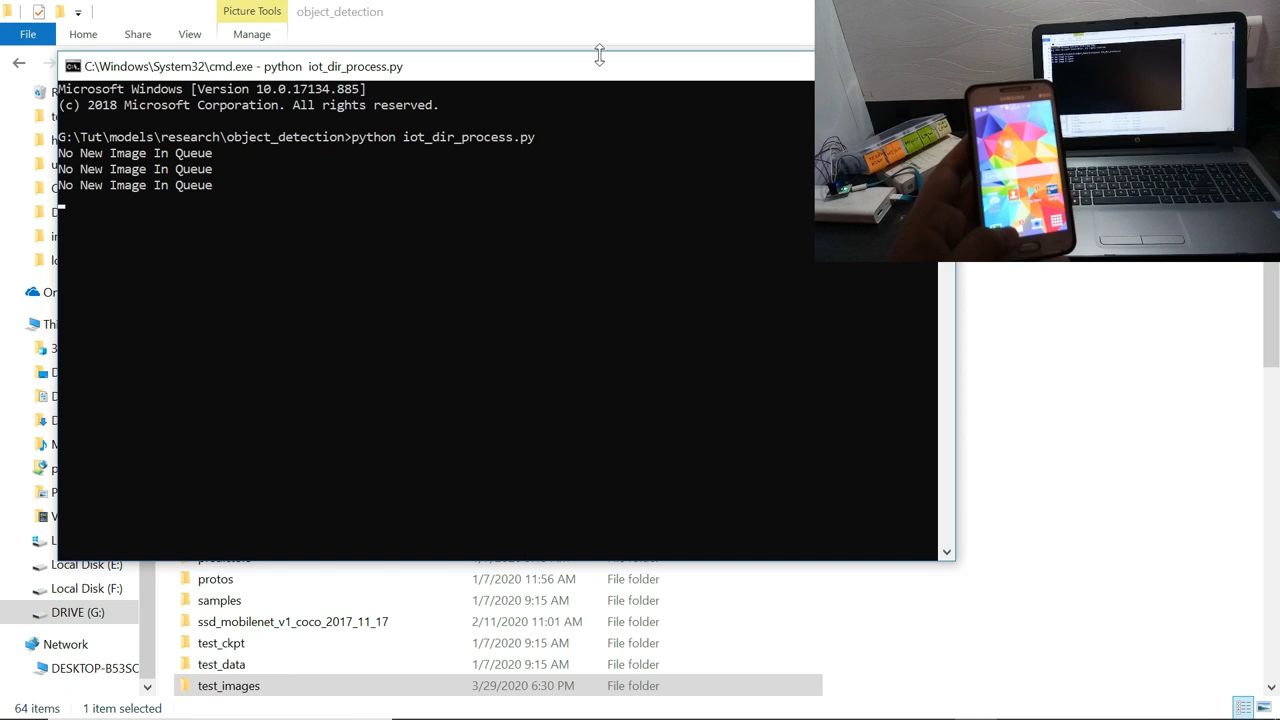 Picture Tools
object_detection
File
Home
Share
View
Manage
C:\Windows\System32\cmd.exe - python iot_dir_process.py
Microsoft Windows [Version 10.0.17134.885]
(c) 2018 Microsoft Corporation. All rights reserved.
G:\Tut\models\research\object_detection>python iot_dir_process.py
No New Image In Queue
No New Image In Queue
No New Image In Queue
SAMSUNG
Local Disk (E:)
Local Disk (F:)
DRIVE (G:)
Network
DESKTOP-B53SC
protos 1/7/2020 11:56 AM File folder
samples 1/7/2020 9:15 AM File folder
ssd_mobilenet_v1_coco_2017_11_17 2/11/2020 11:01 AM File folder
test_ckpt 1/7/2020 9:15 AM File folder
test_data 1/7/2020 9:15 AM File folder
test_images 3/29/2020 6:30 PM File folder
64 items
1 item selected